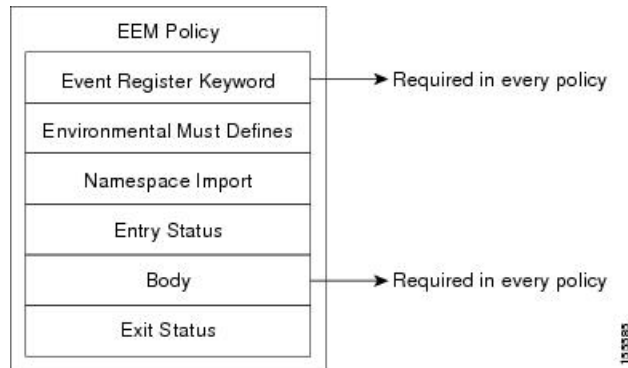 EEM Policy
Event Register Keyword
Required in every policy
Environmental Must Defines
Namespace Import
Entry Status
Body
Required in every policy
Exit Status
155585